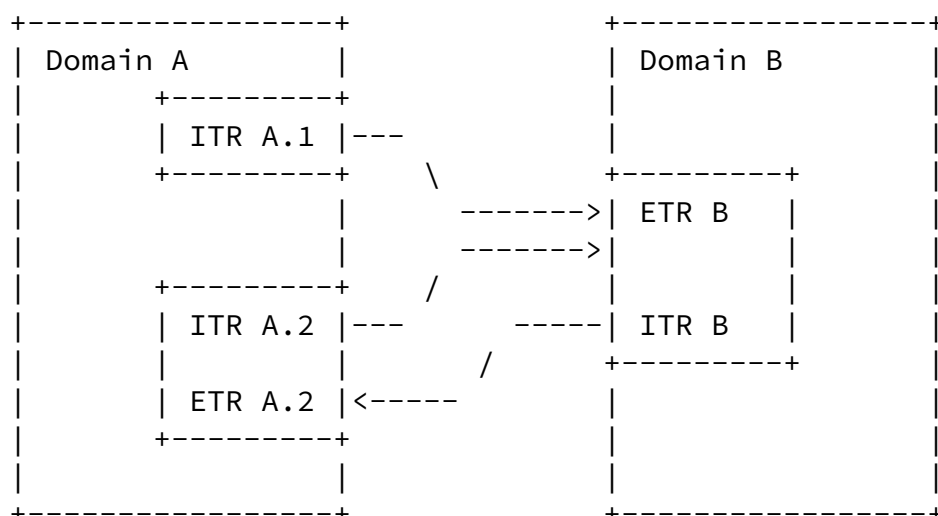 Domain A Domain B
ITR A.1
ETR B
ITR A.2 ITR B
ETR A.2